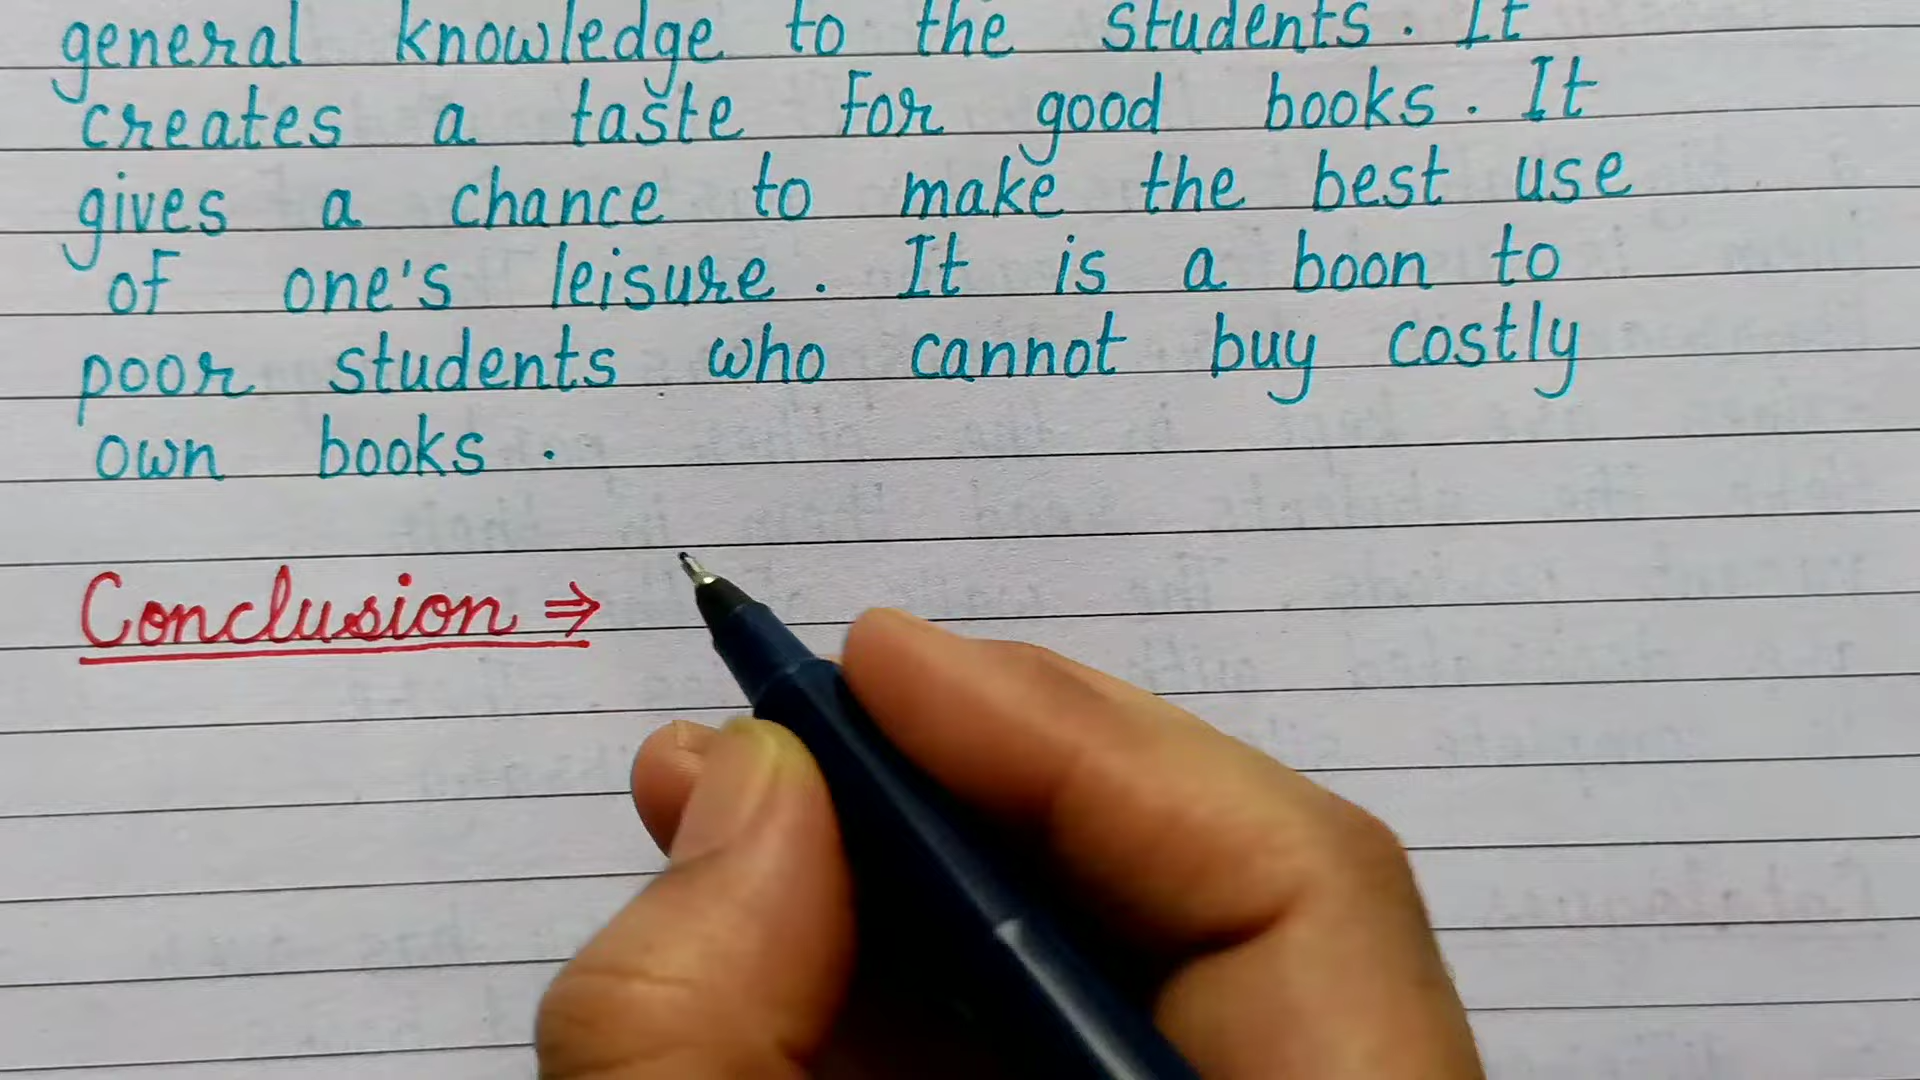 general knowledge to the students. It
creates a taste for good books. It
gives a chance to make the best use
of one's leisure. It is a boon to
poor students who cannot buy costly
own books.
Conclusion ⇒